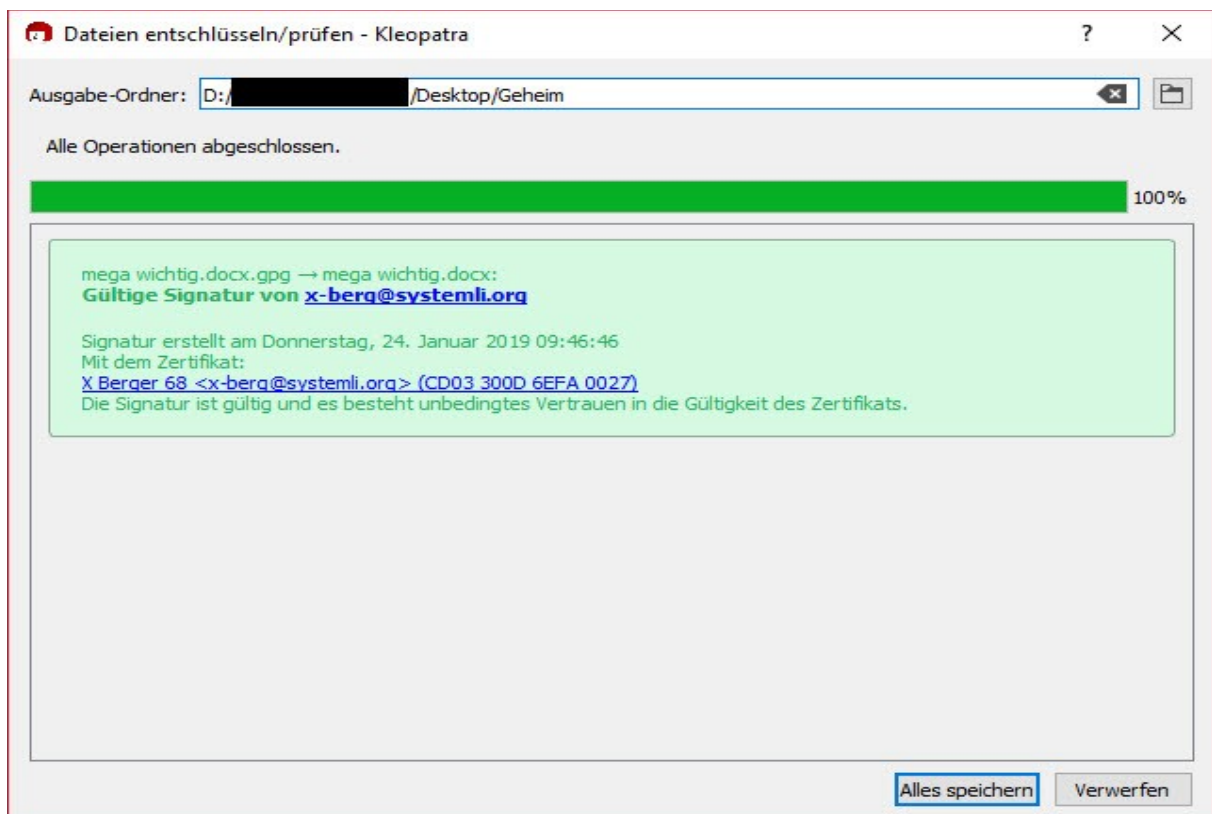 Dateien entschlüsseln/prüfen - Kleopatra
?
Ausgabe-Ordner: D:/ /Desktop/Geheim
Alle Operationen abgeschlossen.
100%
mega wichtig.docx.gpg → mega wichtig.docx:
Gültige Signatur von x-berg@systemli.org
Signatur erstellt am Donnerstag, 24. Januar 2019 09:46:46
Mit dem Zertifikat:
X Berger 68 <x-berg@systemli.org> (CD03 300D 6EFA 0027)
Die Signatur ist gültig und es besteht unbedingtes Vertrauen in die Gültigkeit des Zertifikats.
Alles speichern Verwerfen